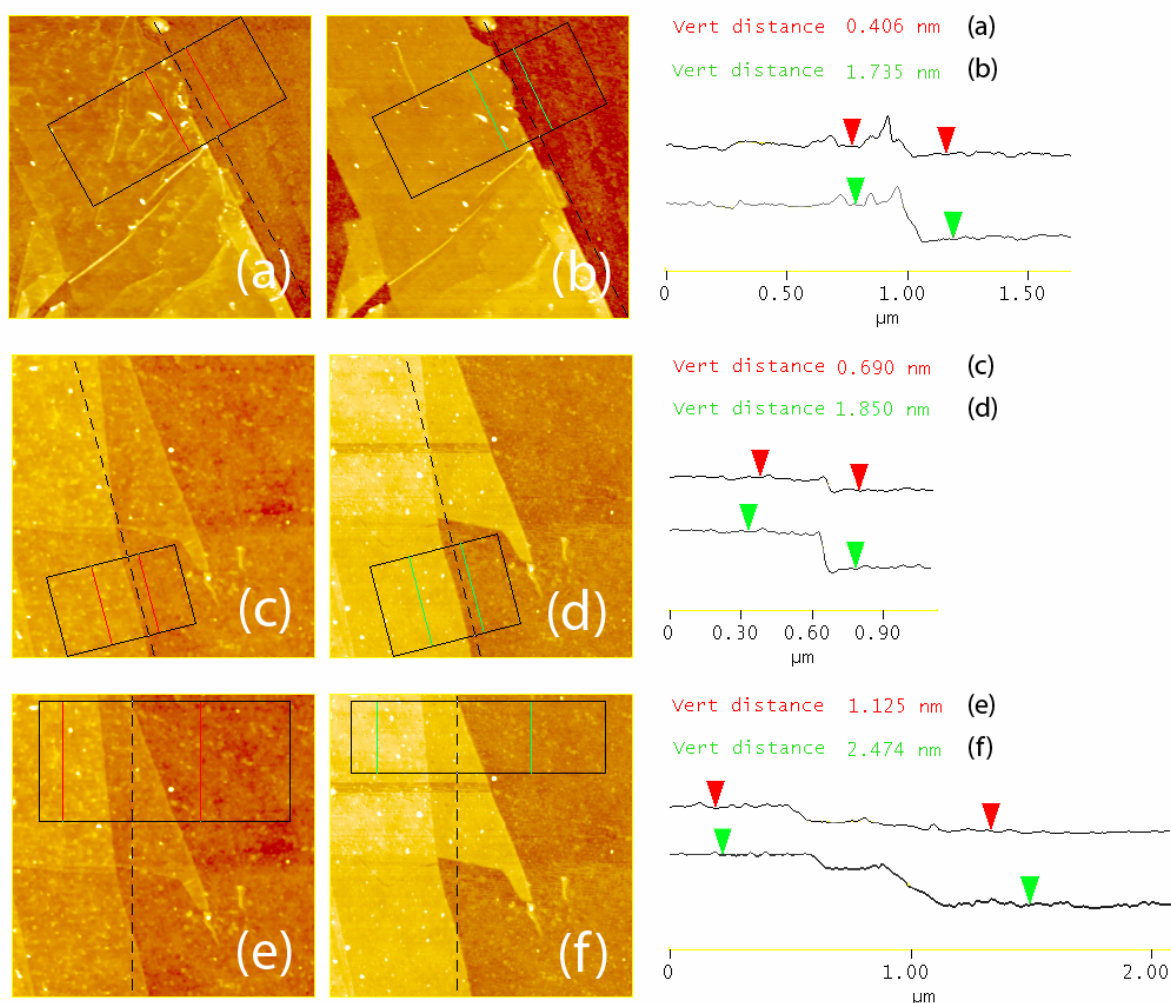 Vert distance 0.406 nm (a)
Vert distance 1.735 nm (b)
(a) (b)
0 0.50 1.00 1.50
µm
Vert distance 0.690 nm (c)
Vert distance 1.850 nm (d)
(c) (d)
0 0.30 0.60 0.90
µm
Vert distance 1.125 nm (e)
Vert distance 2.474 nm (f)
(e) (f)
0 1.00 2.00
µm